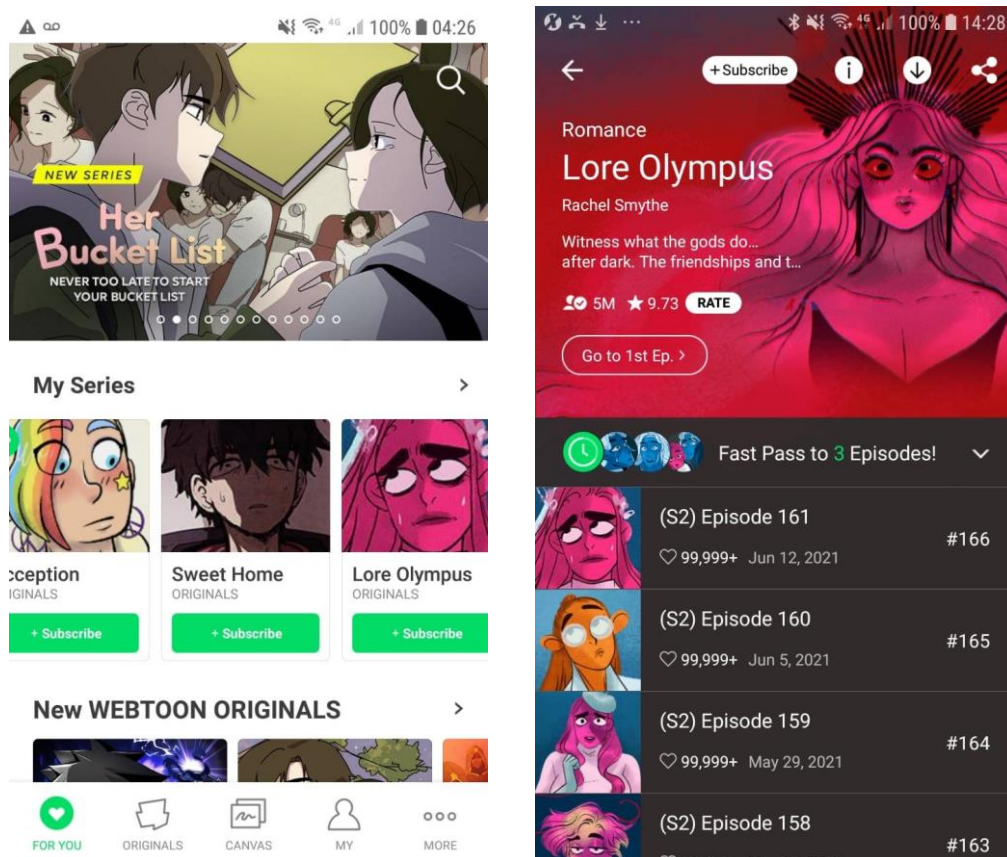 4G 100% 04:26
NEW SERIES
Her
Bucket List
NEVER TOO LATE TO START
YOUR BUCKET LIST
My Series
cception
IGINALS
+ Subscribe
Sweet Home
ORIGINALS
+ Subscribe
Lore Olympus
ORIGINALS
+ Subscribe
New WEBTOON ORIGINALS
FOR YOU
ORIGINALS
CANVAS
MY
MORE
4G 100% 14:28
+ Subscribe
Romance
Lore Olympus
Rachel Smythe
Witness what the gods do...
after dark. The friendships and t...
5M 9.73 RATE
Go to 1st Ep. >
Fast Pass to 3 Episodes!
(S2) Episode 161
99,999+ Jun 12, 2021
#166
(S2) Episode 160
99,999+ Jun 5, 2021
#165
(S2) Episode 159
99,999+ May 29, 2021
#164
(S2) Episode 158
#163